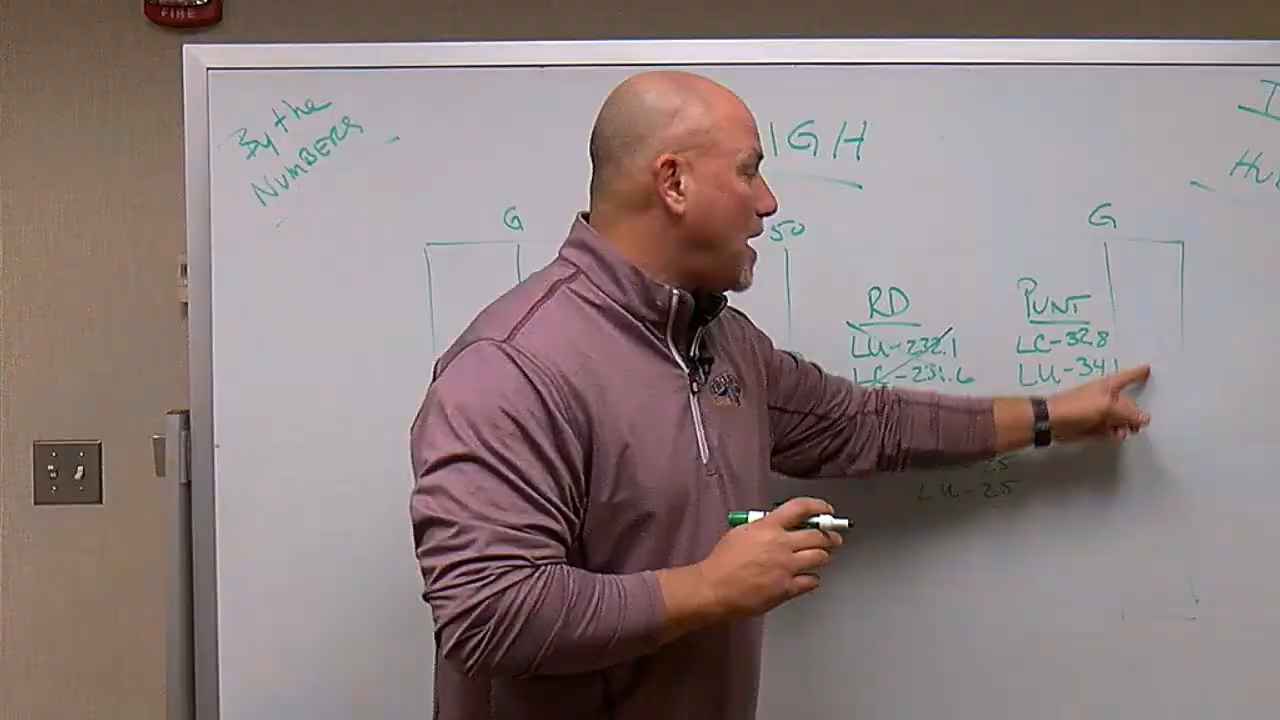 FIRE
By the
NUMBERS
IGH
I
HU
G
50
G
RD
LU-232.1
LC-231.6
PUNT
LC-32.8
LU-34.1
LU-25